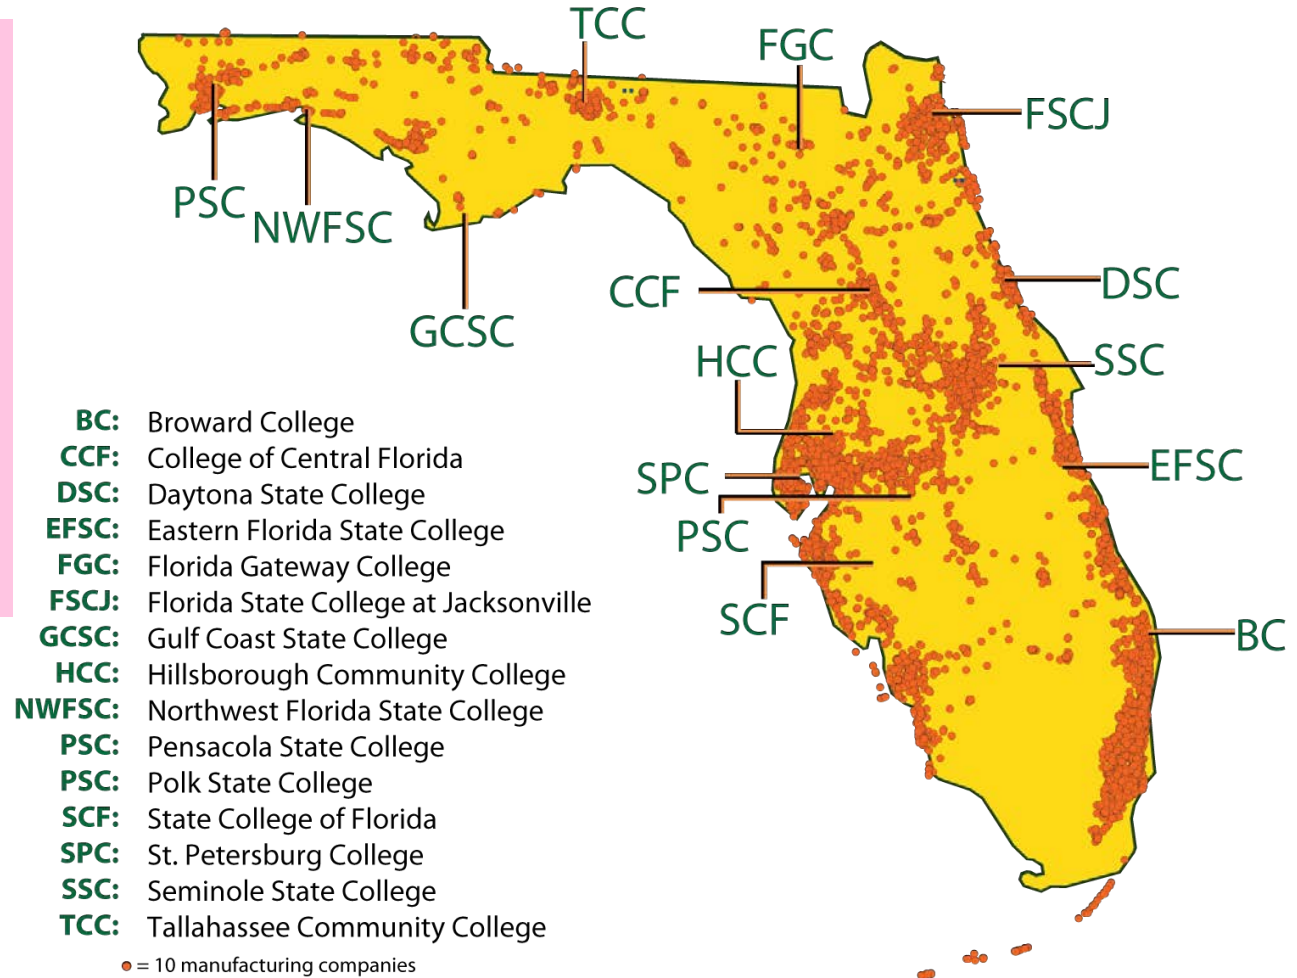 TCC
FGC
FSCJ
PSC
NWFSC
GCSC
CCF
DSC
HCC
SSC
SPC
EFSC
PSC
SCF
BC
BC: Broward College
CCF: College of Central Florida
DSC: Daytona State College
EFSC: Eastern Florida State College
FGC: Florida Gateway College
FSCJ: Florida State College at Jacksonville
GCSC: Gulf Coast State College
HCC: Hillsborough Community College
NWFSC: Northwest Florida State College
PSC: Pensacola State College
PSC: Polk State College
SCF: State College of Florida
SPC: St. Petersburg College
SSC: Seminole State College
TCC: Tallahassee Community College
= 10 manufacturing companies